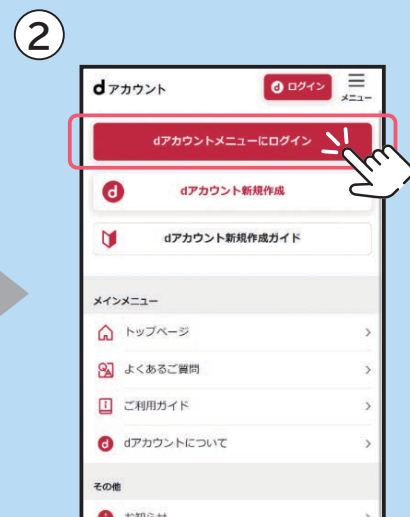 ②
dアカウント
d ログイン
メニュー
dアカウントメニューにログイン
d dアカウント新規作成
dアカウント新規作成ガイド
メインメニュー
トップページ
よくあるご質問
ご利用ガイド
d dアカウントについて
その他
お知らせ